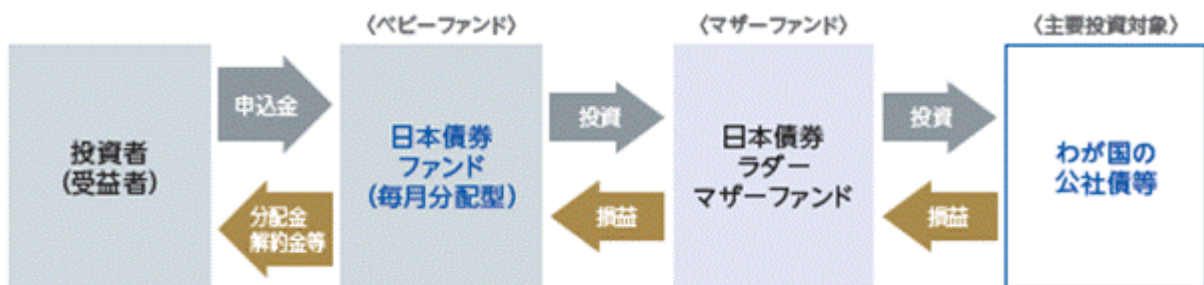 〈ベビーファンド〉
〈マザーファンド〉
〈主要投資対象〉
投資者
(受益者)
申込金
分配金
解約金等
日本債券
ファンド
(毎月分配型)
投資
損益
日本債券
ラダー
マザーファンド
投資
損益
わが国の
公社債等